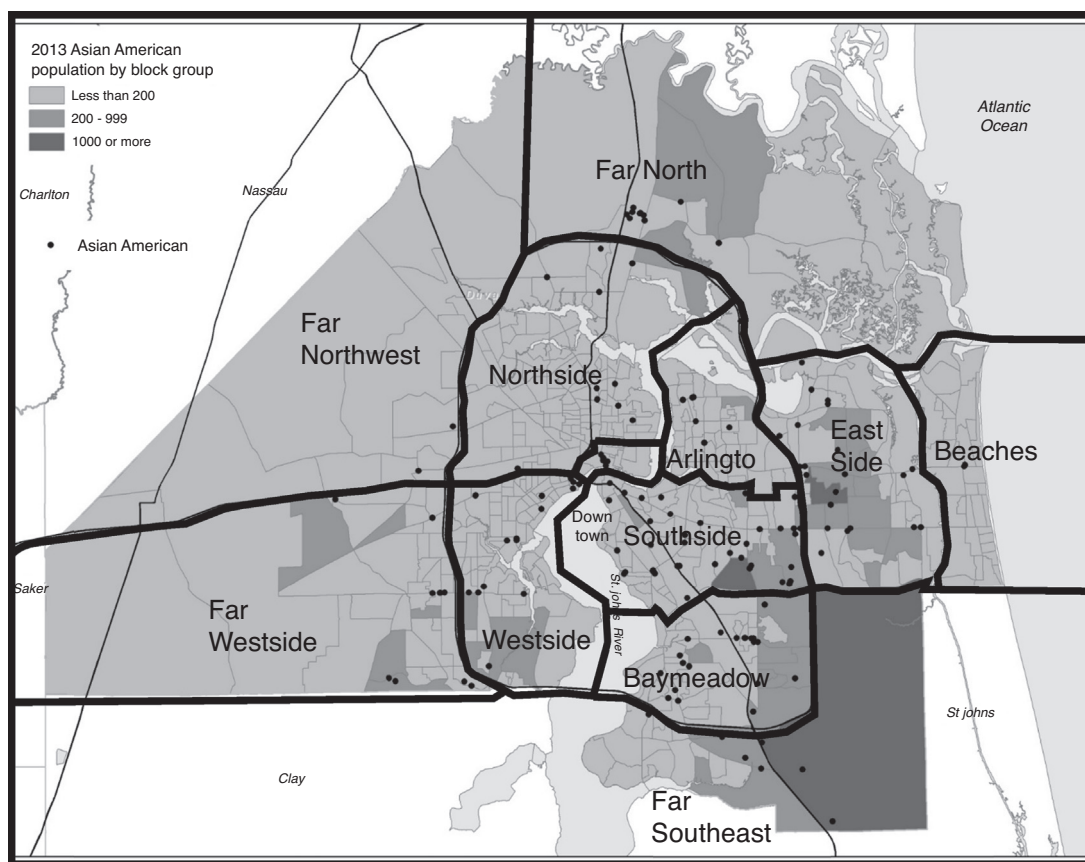 2013 Asian American
population by block group
Less than 200
200 - 999
1000 or more
Atlantic
Ocean
Charlton
Nassau
Far North
Asian American
Duva
Far
Northwest
Northside
East
Side
Beaches
Arlingto
Down
town
Southside
Saker
St. johns River
Far
Westside
Westside
Baymeadow
St johns
Clay
Far
Southeast